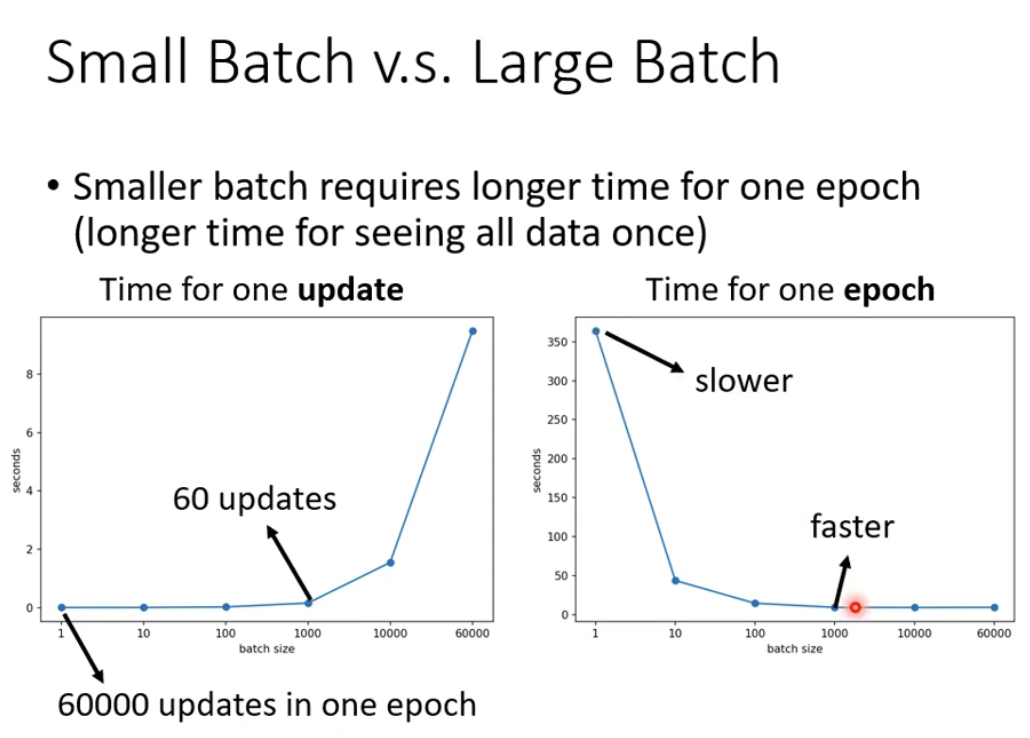 Small Batch v.s. Large Batch
• Smaller batch requires longer time for one epoch
(longer time for seeing all data once)
Time for one update
8
6
4
2
0
seconds
1 10 100 1000 10000 60000
batch size
60 updates
60000 updates in one epoch
Time for one epoch
350
300
250
200
150
100
50
0
seconds
1 10 100 1000 10000 60000
batch size
slower
faster